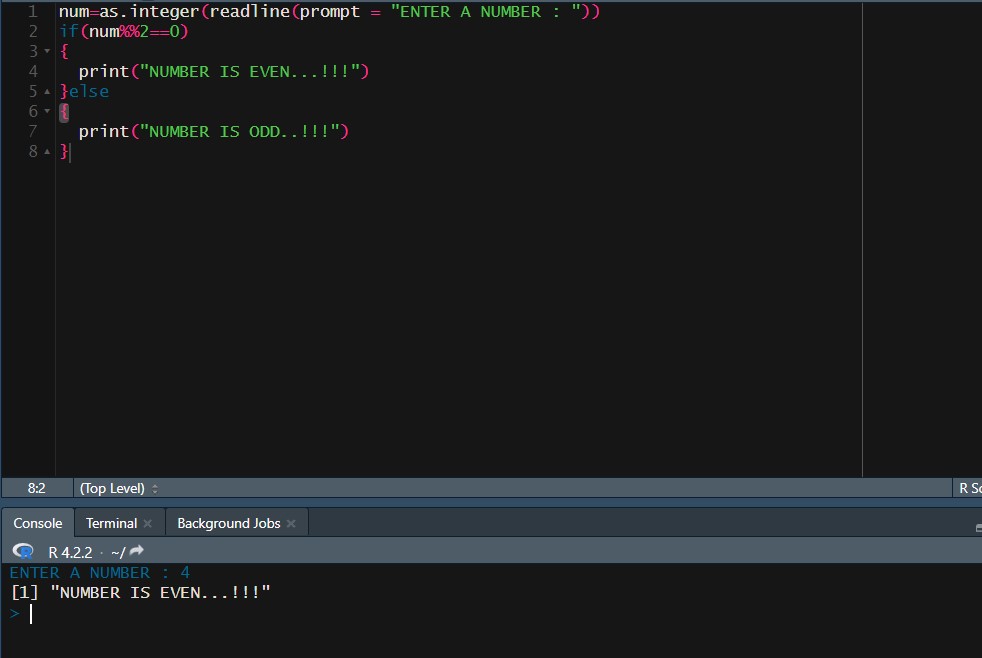 1 num=as.integer(readline(prompt = "ENTER A NUMBER : "))
2 if(num%%2==0)
3 {
4   print("NUMBER IS EVEN...!!!")
5 }else
6 {
7   print("NUMBER IS ODD..!!!")
8 }
8:2 (Top Level) R Sc
Console Terminal Background Jobs
R R 4.2.2 · ~/
ENTER A NUMBER : 4
[1] "NUMBER IS EVEN...!!!"
>